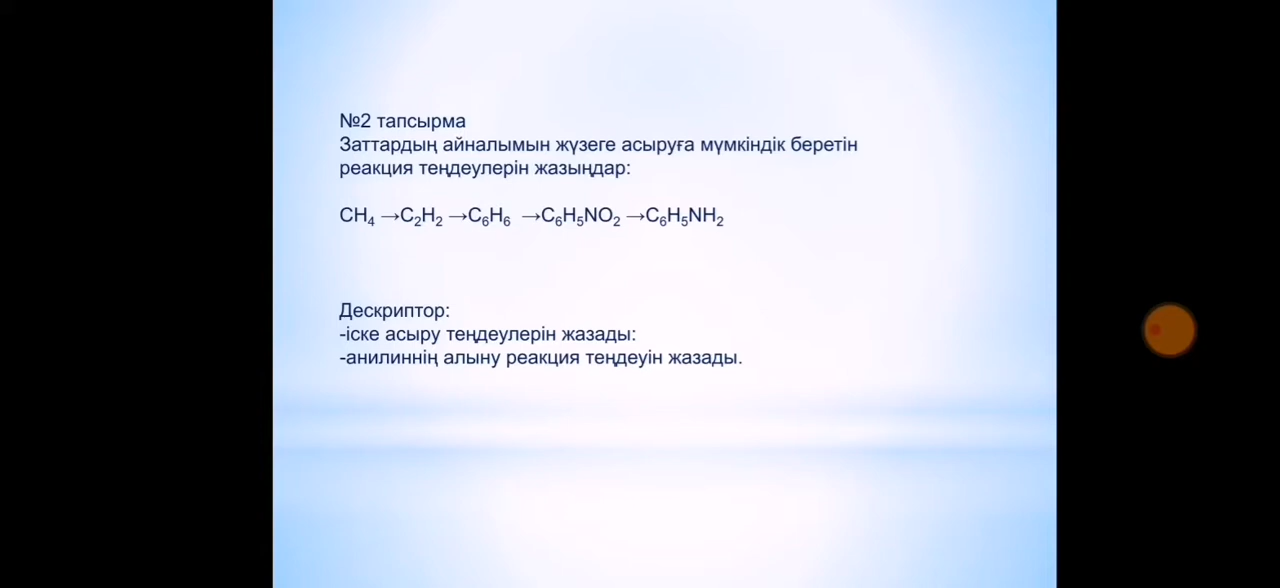 №2 тапсырма
Заттардың айналымын жүзеге асыруға мүмкіндік беретін
реакция теңдеулерін жазыңдар:
CH₄ →C₂H₂ →C₆H₆ →C₆H₅NO₂ →C₆H₅NH₂
Дескриптор:
-іске асыру теңдеулерін жазады:
-анилиннің алыну реакция теңдеуін жазады.